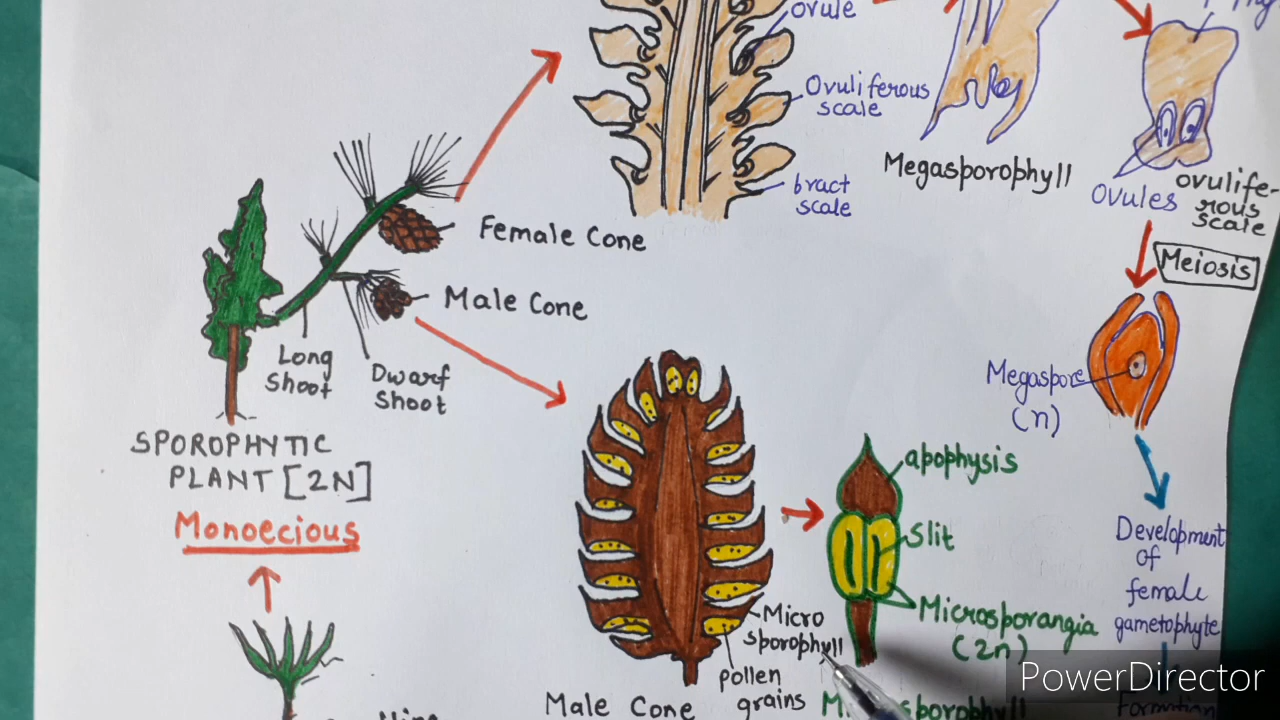 ovule
Ovuliferous
scale
bract
scale
Megasporophyll
Ovules
ovulife-
rous
scale
Meiosis
Female Cone
Male Cone
Long
Shoot
Dwarf
Shoot
SPOROPHYTIC
PLANT [2N]
Monoecious
Megaspore
(n)
apophysis
Slit
Microsporangia
(2n)
Micro
sporophyll
pollen
grains
Male Cone
Development
of
female
gametophyte
PowerDirector
Formation